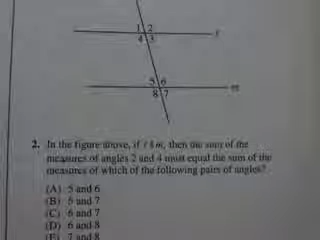 1 2
4 3
5 6
8 7
m
2. In the figure above, if ℓ ∥ m, then the sum of the
measures of angles 2 and 4 must equal the sum of the
measures of which of the following pairs of angles?
(A) 5 and 6
(B) 5 and 7
(C) 6 and 7
(D) 6 and 8
(E) 7 and 8